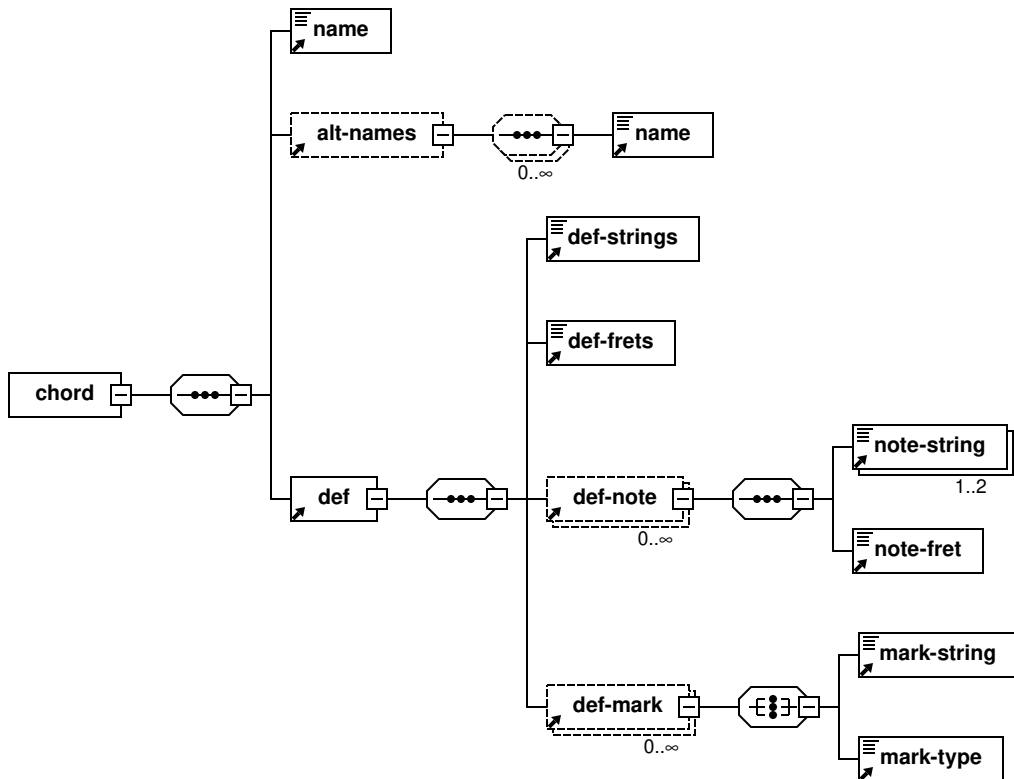 name
alt-names
name
0..∞
def-strings
def-frets
chord
note-string
1..2
def
def-note
0..∞
note-fret
mark-string
def-mark
0..∞
mark-type